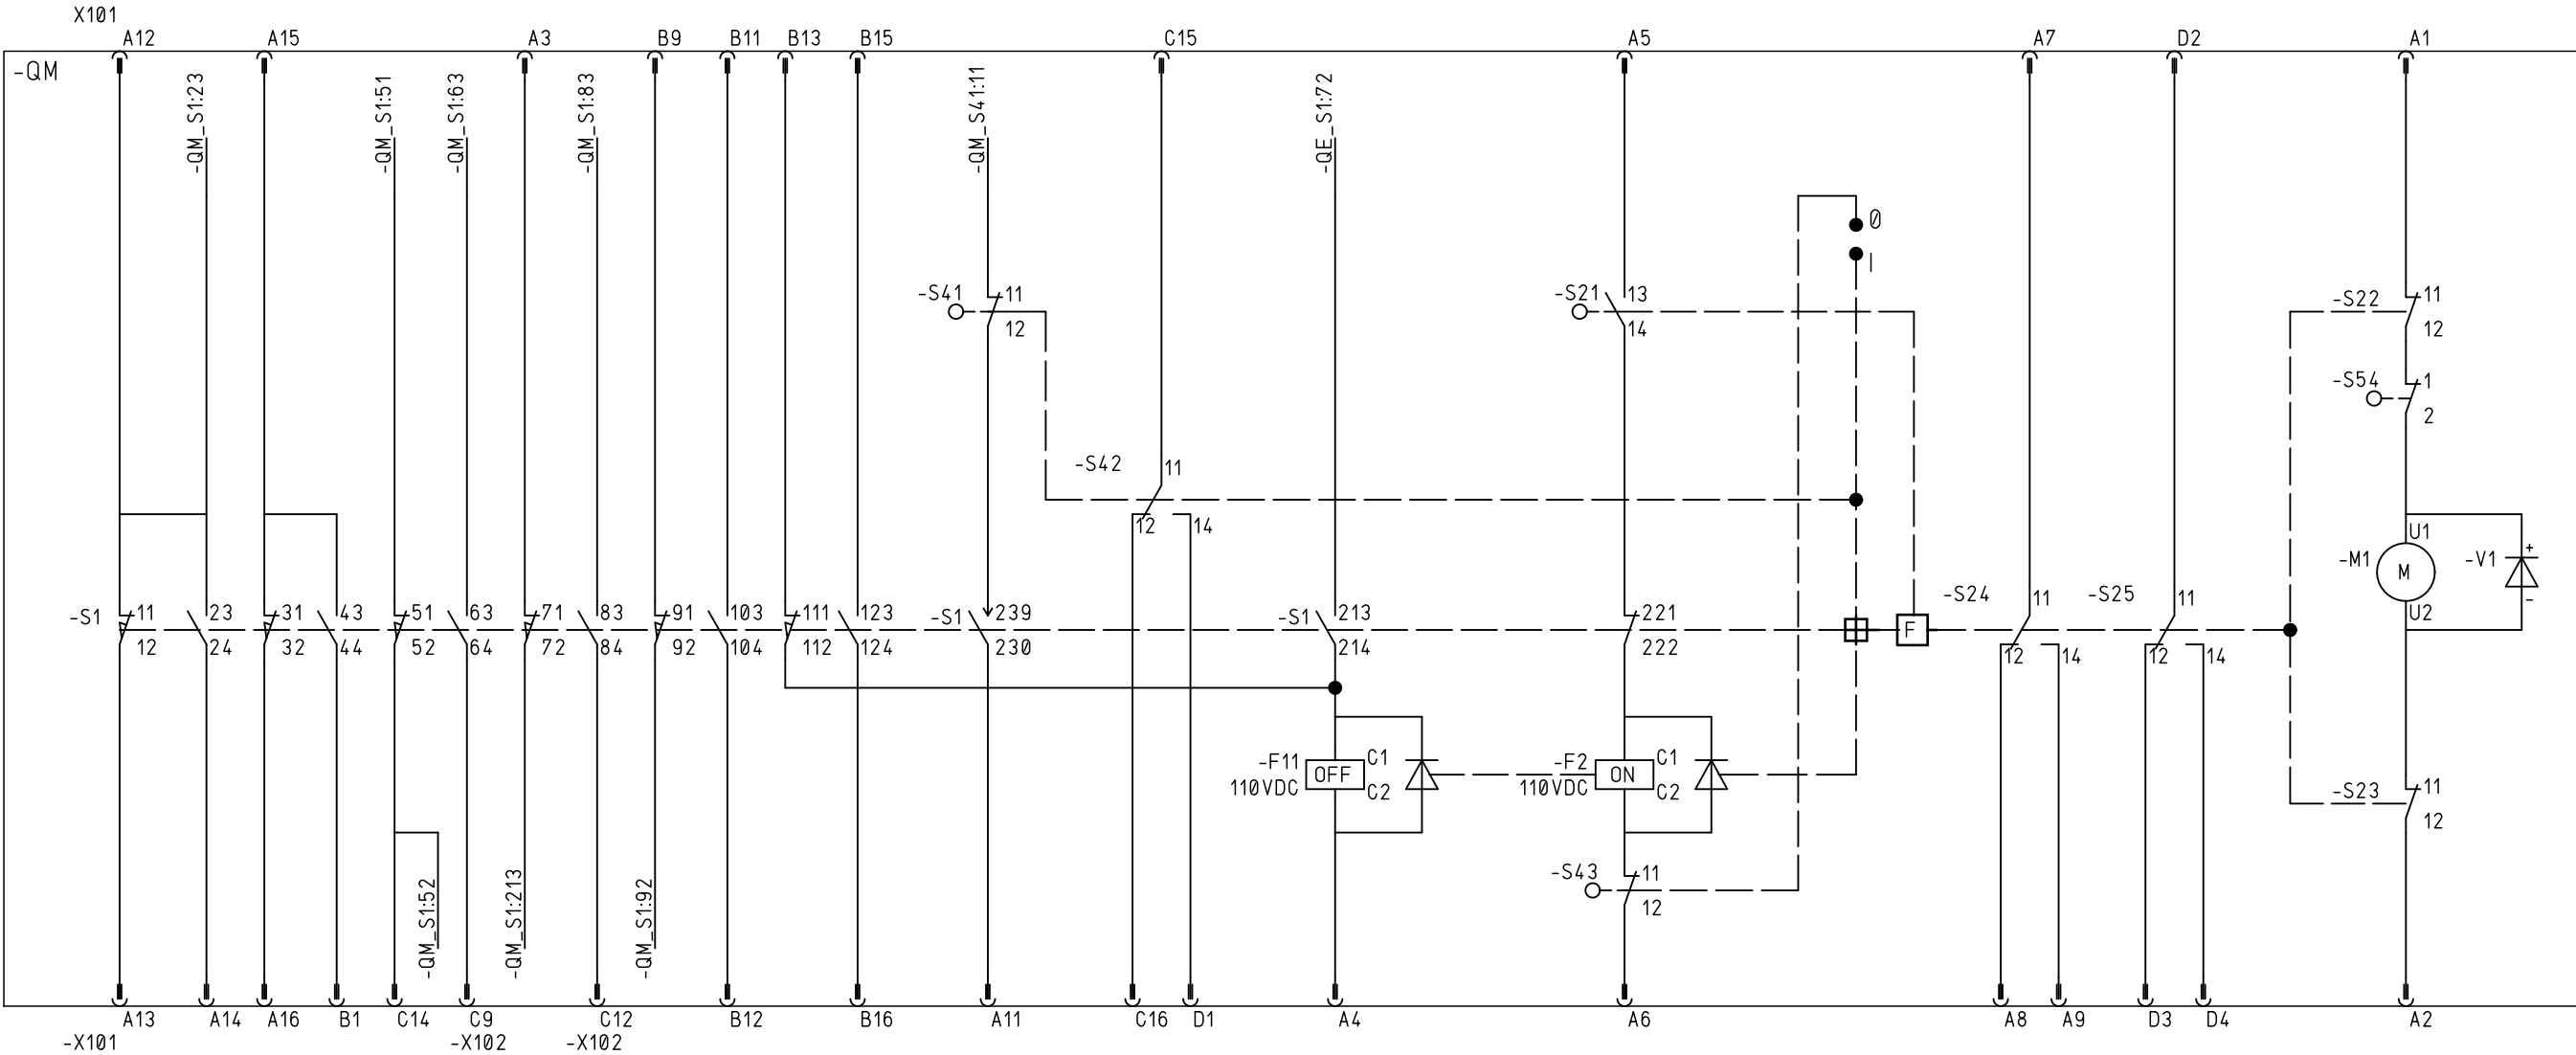 X101
A12 A15 A3 B9 B11 B13 B15 C15 A5 A7 D2 A1
-QM
-QM_S1:23
-QM_S1:51
-QM_S1:63
-QM_S1:83
-QM_S41:11
-QE_S1:72
0
I
-S41 11
12
-S21 13
14
-S22 11
12
-S54 1
2
-S42 11
12 14
U1
-M1 M -V1 +
-
U2
-S24 11
12 14
-S25 11
12 14
-S1 11 23 31 43 51 63 71 83 91 103 111 123 -S1 239 -S1 213 221
12 24 32 44 52 64 72 84 92 104 112 124 230 214 222
F
-F11 OFF C1
110VDC C2
-F2 ON C1
110VDC C2
-S23 11
12
-S43 11
12
-QM_S1:52
-QM_S1:213
-QM_S1:92
A13 A14 A16 B1 C14 C9 C12 B12 B16 A11 C16 D1 A4 A6 A8 A9 D3 D4 A2
-X101 -X102 -X102